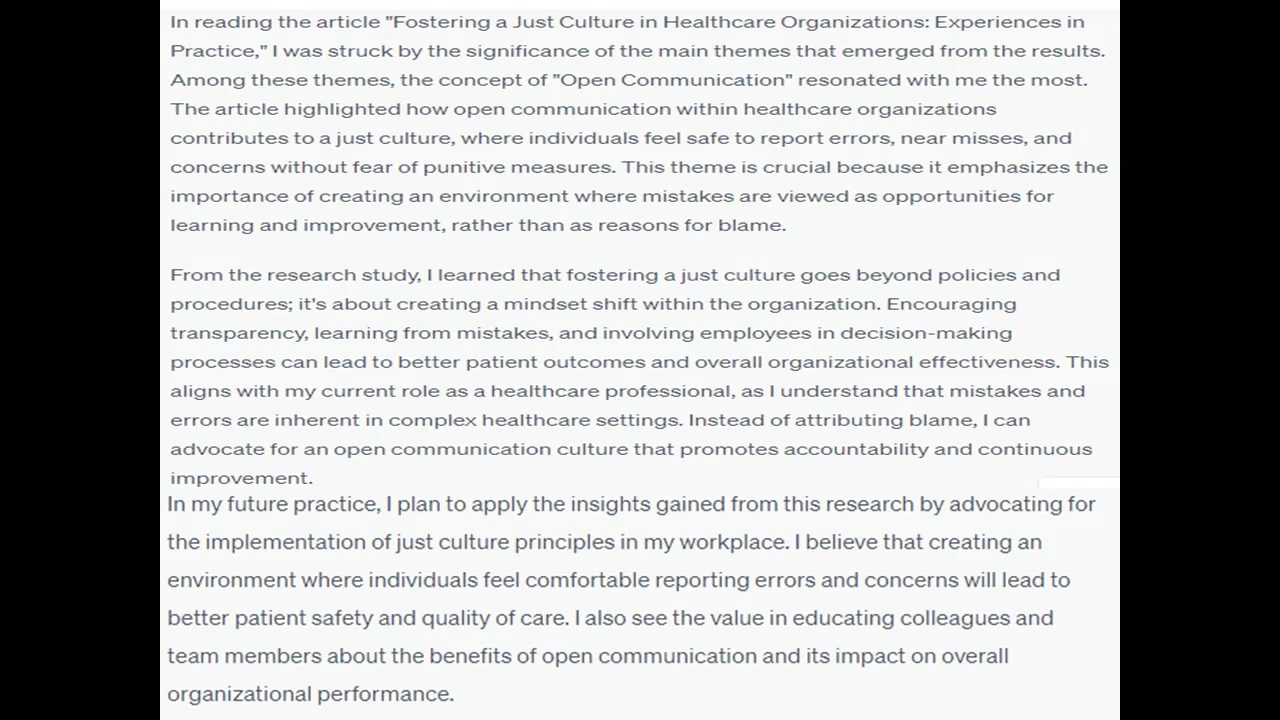 In reading the article "Fostering a Just Culture in Healthcare Organizations: Experiences in
Practice," I was struck by the significance of the main themes that emerged from the results.
Among these themes, the concept of "Open Communication" resonated with me the most.
The article highlighted how open communication within healthcare organizations
contributes to a just culture, where individuals feel safe to report errors, near misses, and
concerns without fear of punitive measures. This theme is crucial because it emphasizes the
importance of creating an environment where mistakes are viewed as opportunities for
learning and improvement, rather than as reasons for blame.
From the research study, I learned that fostering a just culture goes beyond policies and
procedures; it's about creating a mindset shift within the organization. Encouraging
transparency, learning from mistakes, and involving employees in decision-making
processes can lead to better patient outcomes and overall organizational effectiveness. This
aligns with my current role as a healthcare professional, as I understand that mistakes and
errors are inherent in complex healthcare settings. Instead of attributing blame, I can
advocate for an open communication culture that promotes accountability and continuous
improvement.
In my future practice, I plan to apply the insights gained from this research by advocating for
the implementation of just culture principles in my workplace. I believe that creating an
environment where individuals feel comfortable reporting errors and concerns will lead to
better patient safety and quality of care. I also see the value in educating colleagues and
team members about the benefits of open communication and its impact on overall
organizational performance.